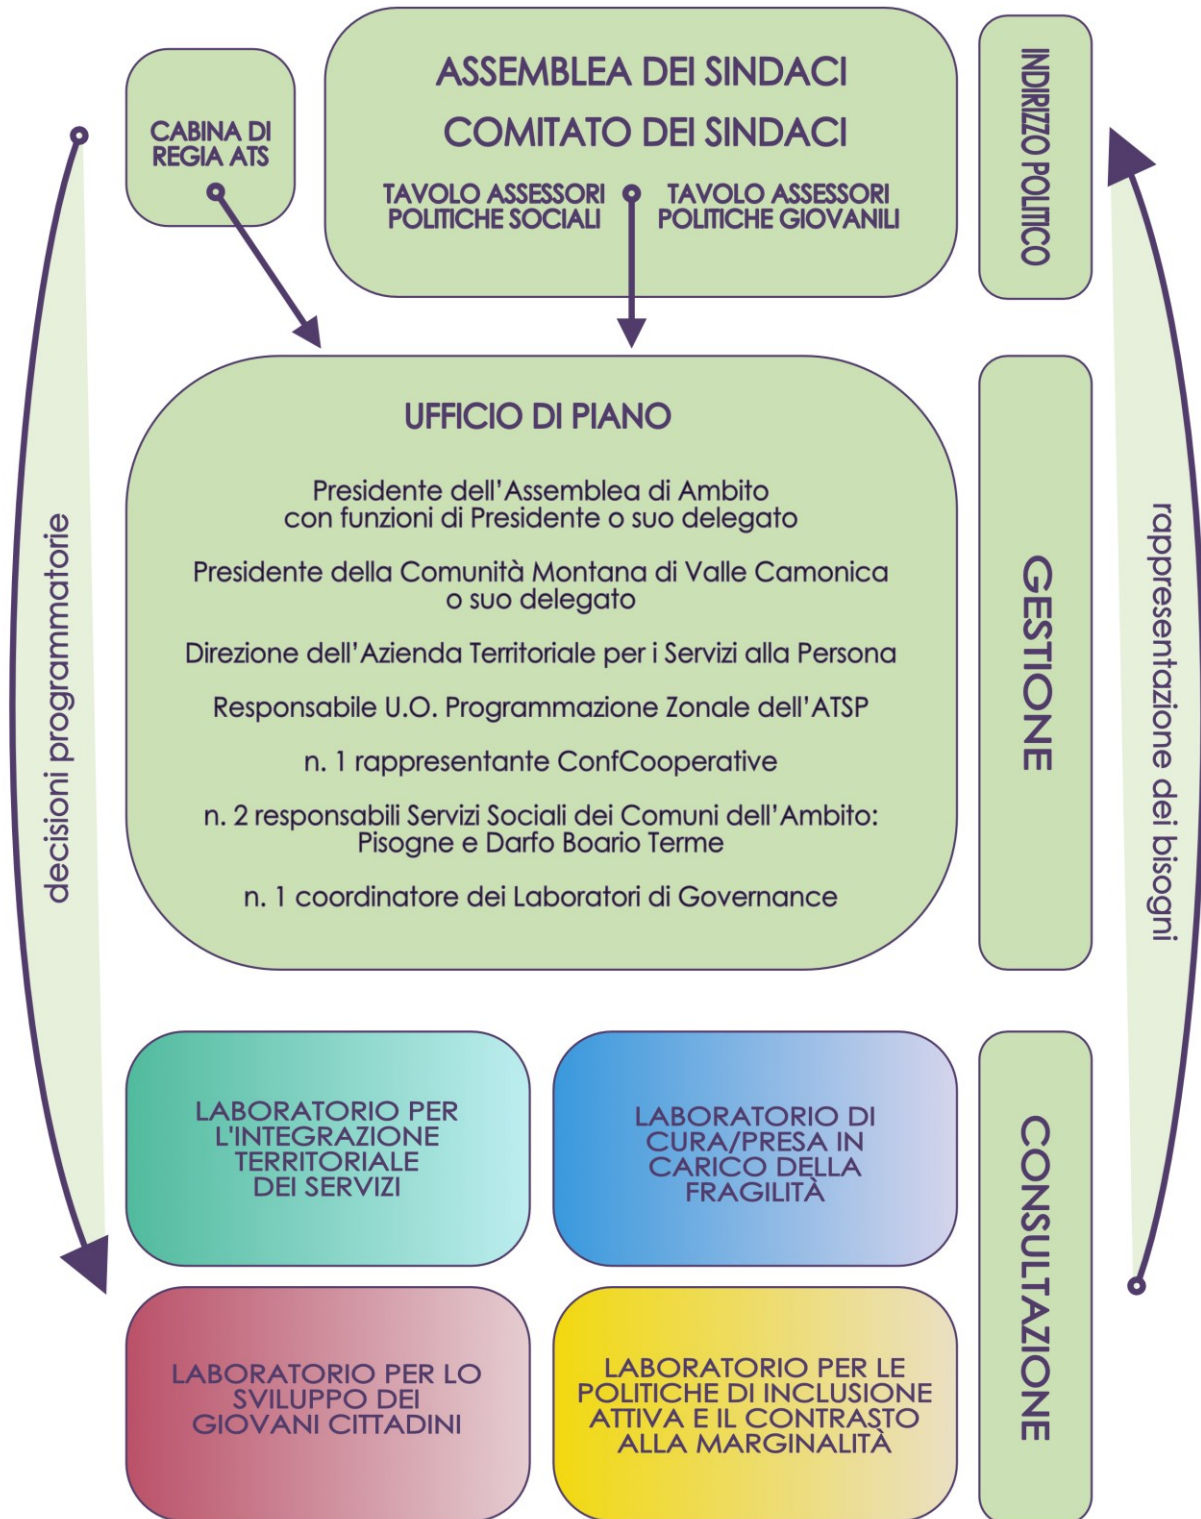 CABINA DI
REGIA ATS
ASSEMBLEA DEI SINDACI
COMITATO DEI SINDACI
TAVOLO ASSESSORI
POLITICHE SOCIALI
TAVOLO ASSESSORI
POLITICHE GIOVANILI
INDIRIZZO POLITICO
decisioni programmatorie
UFFICIO DI PIANO
Presidente dell'Assemblea di Ambito
con funzioni di Presidente o suo delegato
Presidente della Comunità Montana di Valle Camonica
o suo delegato
Direzione dell'Azienda Territoriale per i Servizi alla Persona
Responsabile U.O. Programmazione Zonale dell'ATSP
n. 1 rappresentante ConfCooperative
n. 2 responsabili Servizi Sociali dei Comuni dell'Ambito:
Pisogne e Darfo Boario Terme
n. 1 coordinatore dei Laboratori di Governance
GESTIONE
rappresentazione dei bisogni
LABORATORIO PER
L'INTEGRAZIONE
TERRITORIALE
DEI SERVIZI
LABORATORIO DI
CURA/PRESA IN
CARICO DELLA
FRAGILITÀ
LABORATORIO PER LO
SVILUPPO DEI
GIOVANI CITTADINI
LABORATORIO PER LE
POLITICHE DI INCLUSIONE
ATTIVA E IL CONTRASTO
ALLA MARGINALITÀ
CONSULTAZIONE